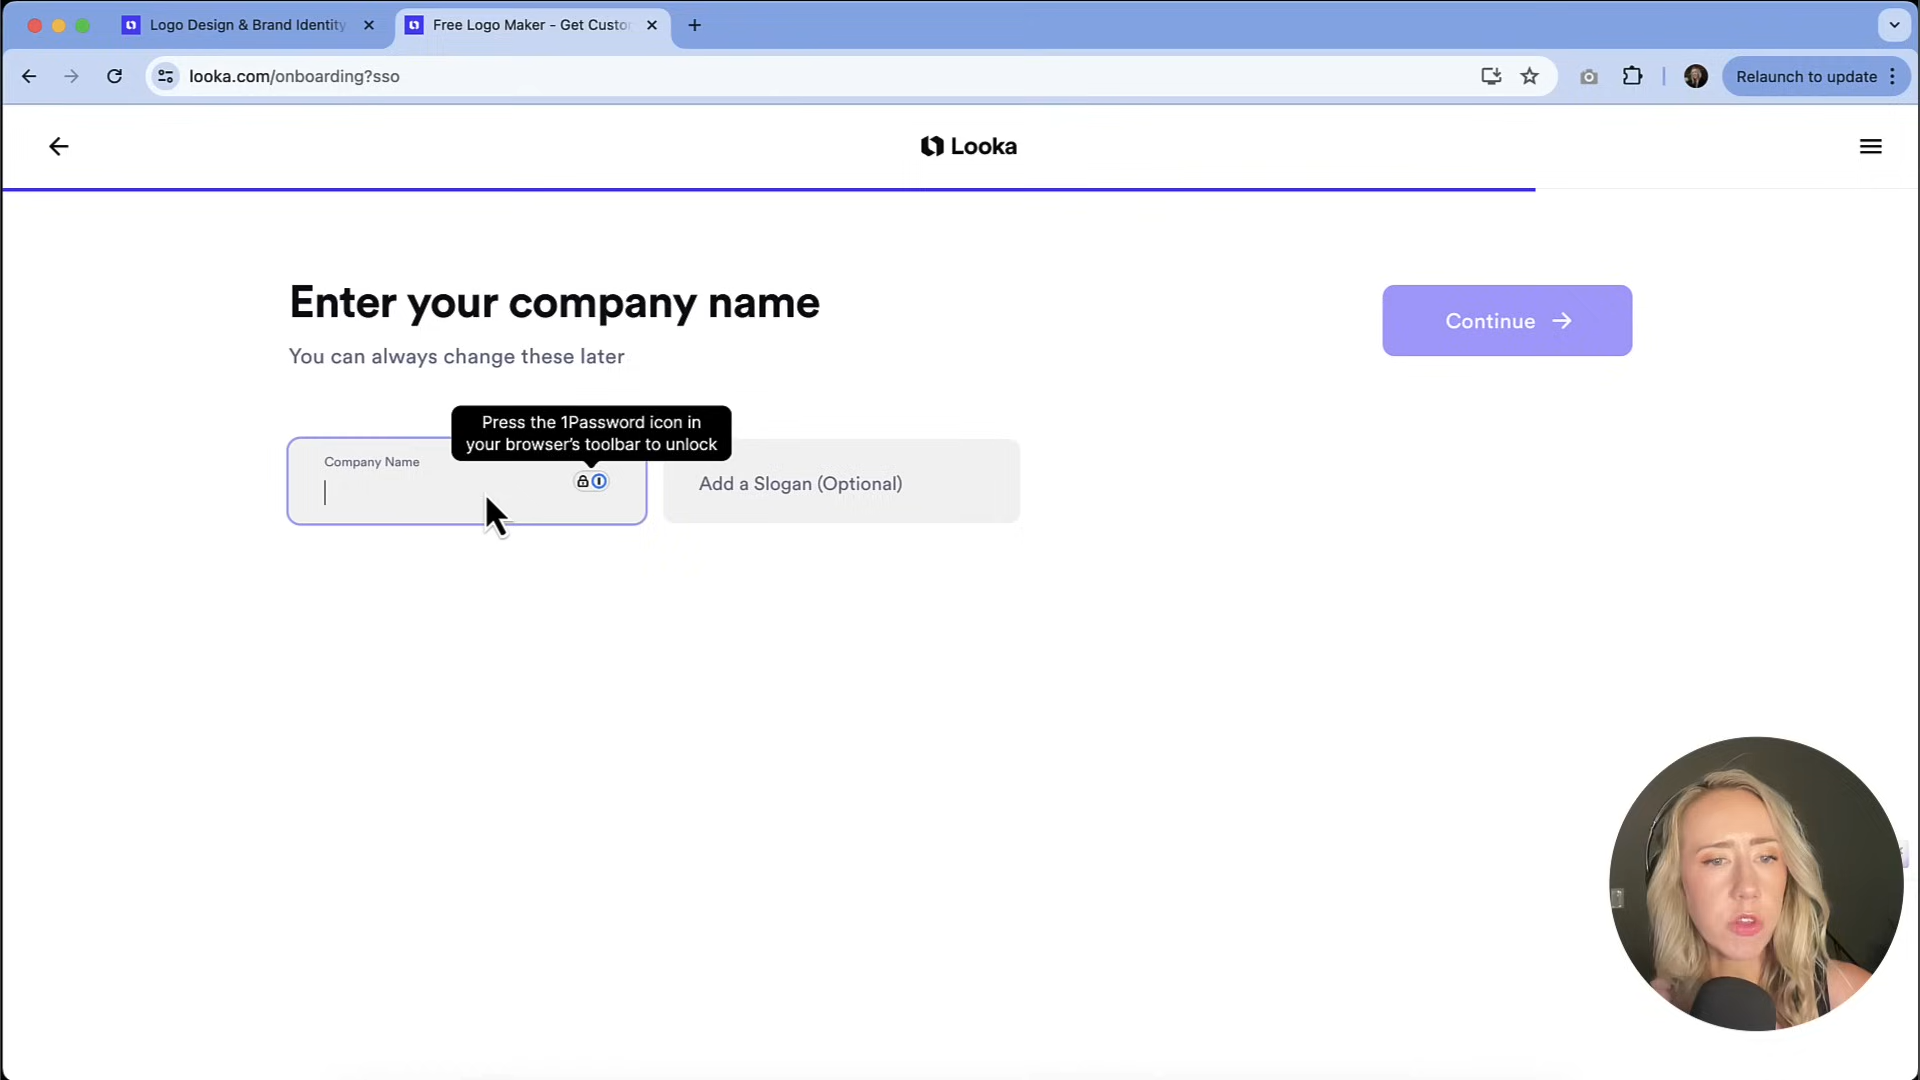 Logo Design & Brand Identity
Free Logo Maker - Get Custo
looka.com/onboarding?sso
Relaunch to update
Looka
Enter your company name
Continue
You can always change these later
Press the 1Password icon in
your browser's toolbar to unlock
Company Name
Add a Slogan (Optional)